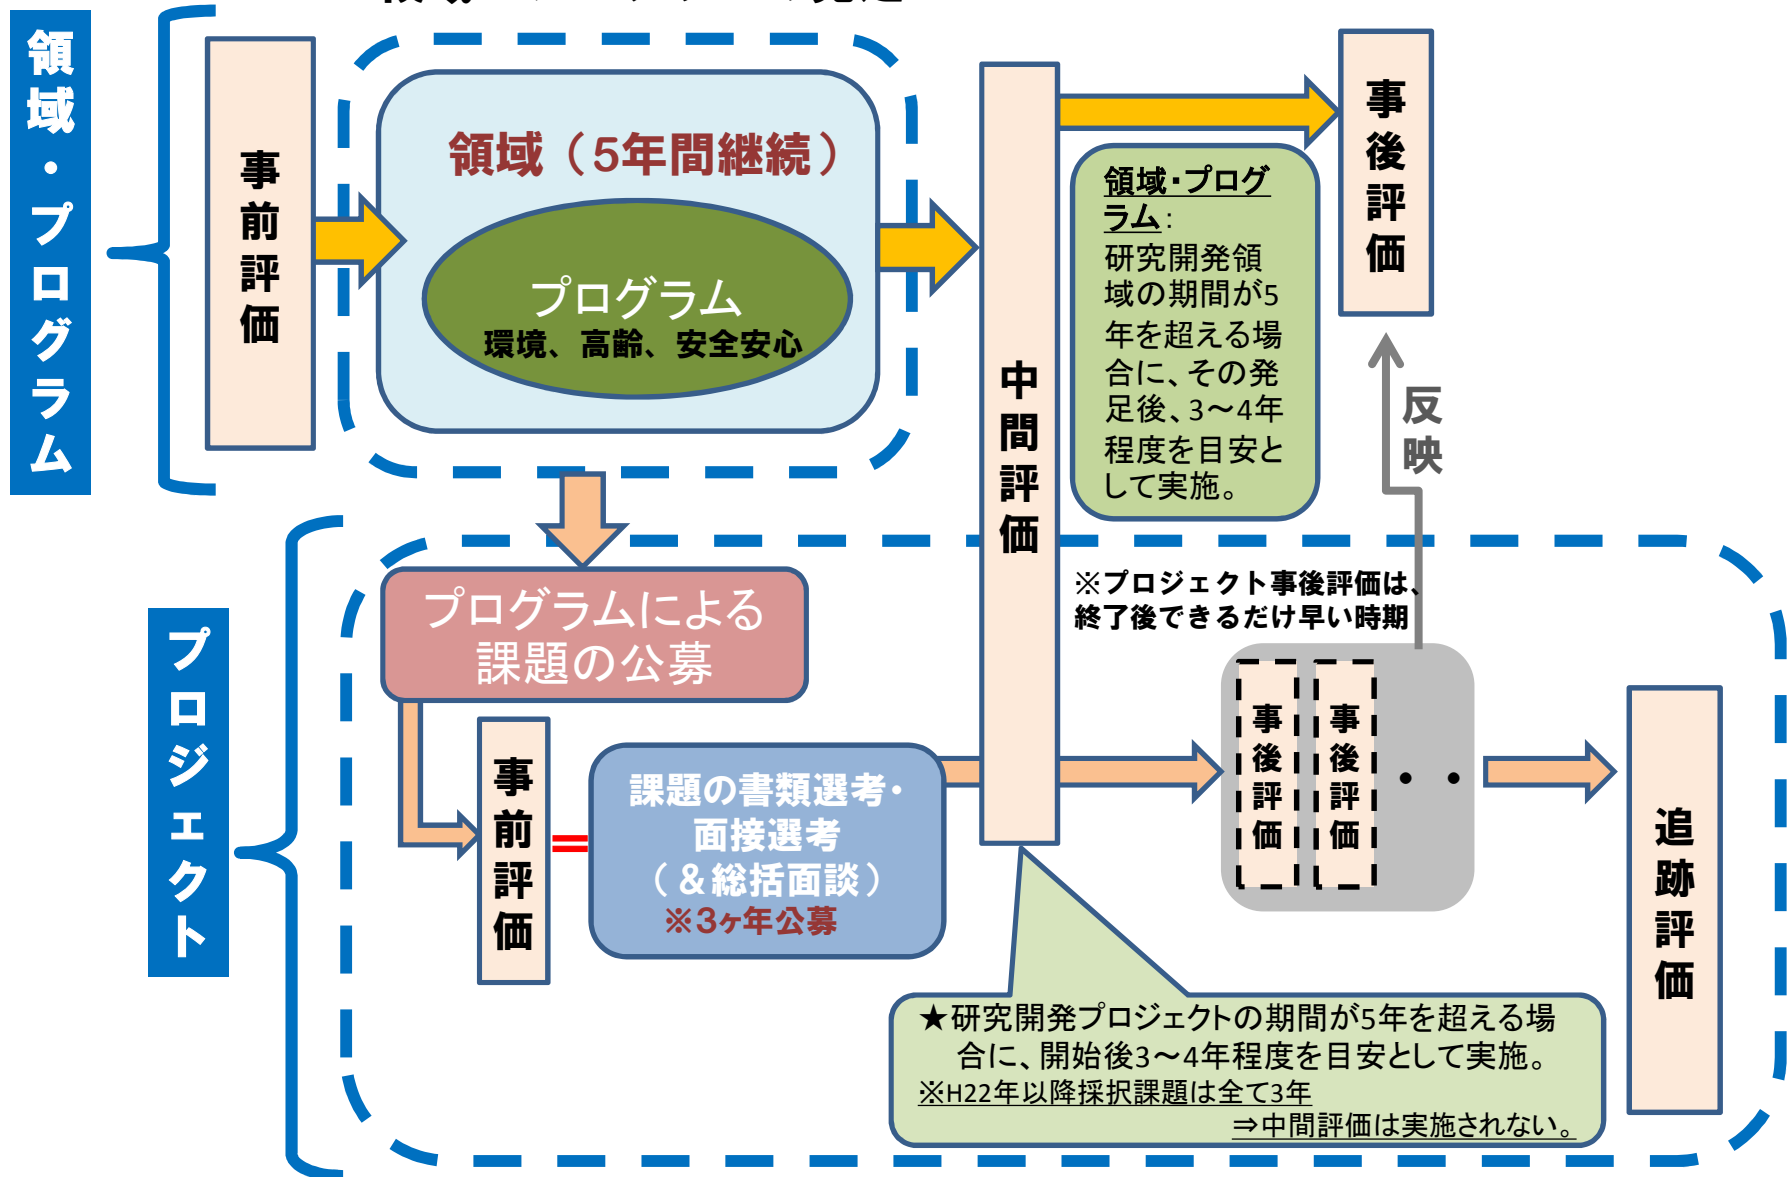 領域・プログラム
事前評価
領域（5年間継続）
プログラム
環境、高齢、安全安心
中間評価
事後評価
領域・プログ
ラム：
研究開発領
域の期間が5
年を超える場
合に、その発
足後、3～4年
程度を目安と
して実施。
反映
プロジェクト
プログラムによる
課題の公募
事前評価
＝
課題の書類選考・
面接選考
（＆総括面談）
※3ヶ年公募
※プロジェクト事後評価は、
終了後できるだけ早い時期
事後評価
事後評価
・・
追跡評価
★研究開発プロジェクトの期間が5年を超える場
合に、開始後3～4年程度を目安として実施。
※H22年以降採択課題は全て3年
⇒中間評価は実施されない。